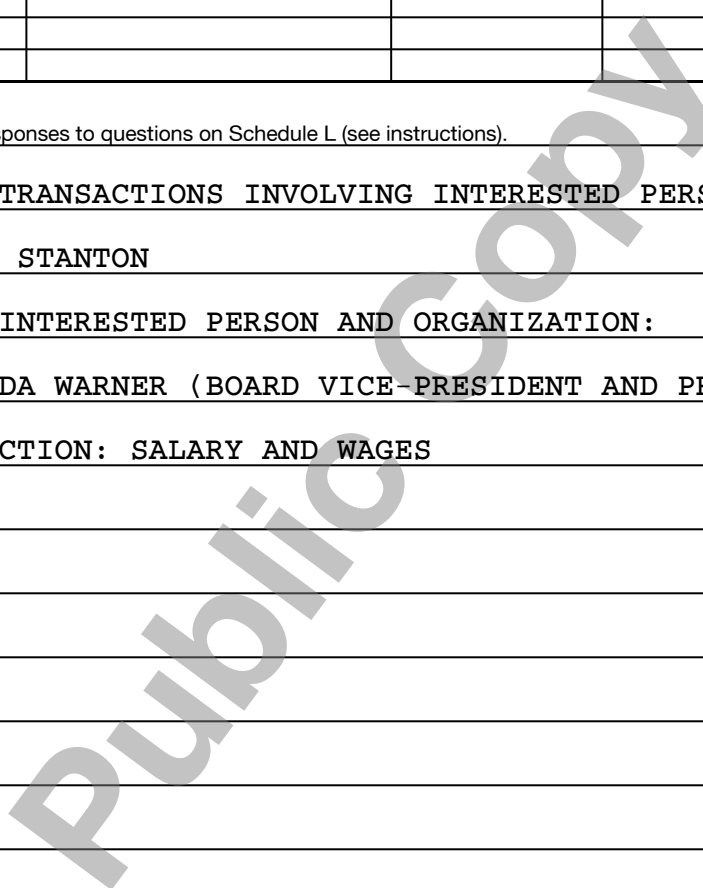 sponses to questions on Schedule L (see instructions).
TRANSACTIONS INVOLVING INTERESTED PERS
STANTON
INTERESTED PERSON AND ORGANIZATION:
DA WARNER (BOARD VICE-PRESIDENT AND PR
CTION: SALARY AND WAGES
Public Copy